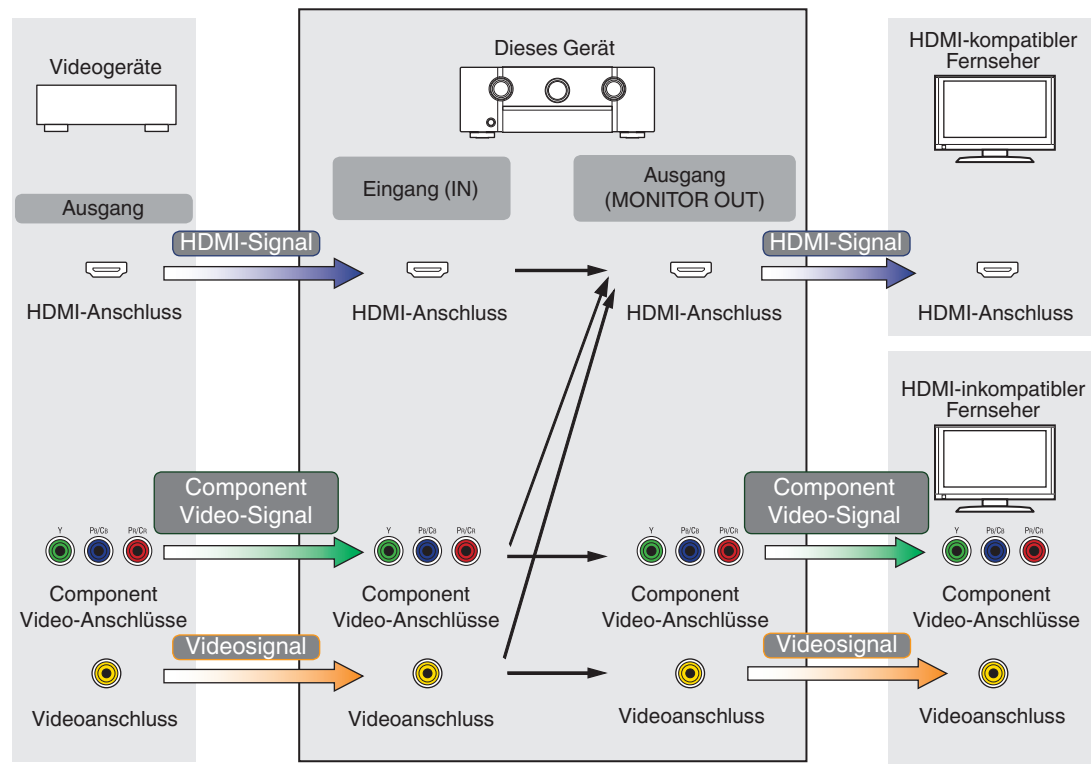 Videogeräte
Dieses Gerät
HDMI-kompatibler
Fernseher
Ausgang
Eingang (IN)
Ausgang
(MONITOR OUT)
HDMI-Signal
HDMI-Signal
HDMI-Anschluss
HDMI-Anschluss
HDMI-Anschluss
HDMI-Anschluss
HDMI-inkompatibler
Fernseher
Component
Video-Signal
Component
Video-Signal
Y PB/CB PR/CR
Y PB/CB PR/CR
Y PB/CB PR/CR
Y PB/CB PR/CR
Component
Video-Anschlüsse
Component
Video-Anschlüsse
Component
Video-Anschlüsse
Component
Video-Anschlüsse
Videosignal
Videosignal
Videoanschluss
Videoanschluss
Videoanschluss
Videoanschluss